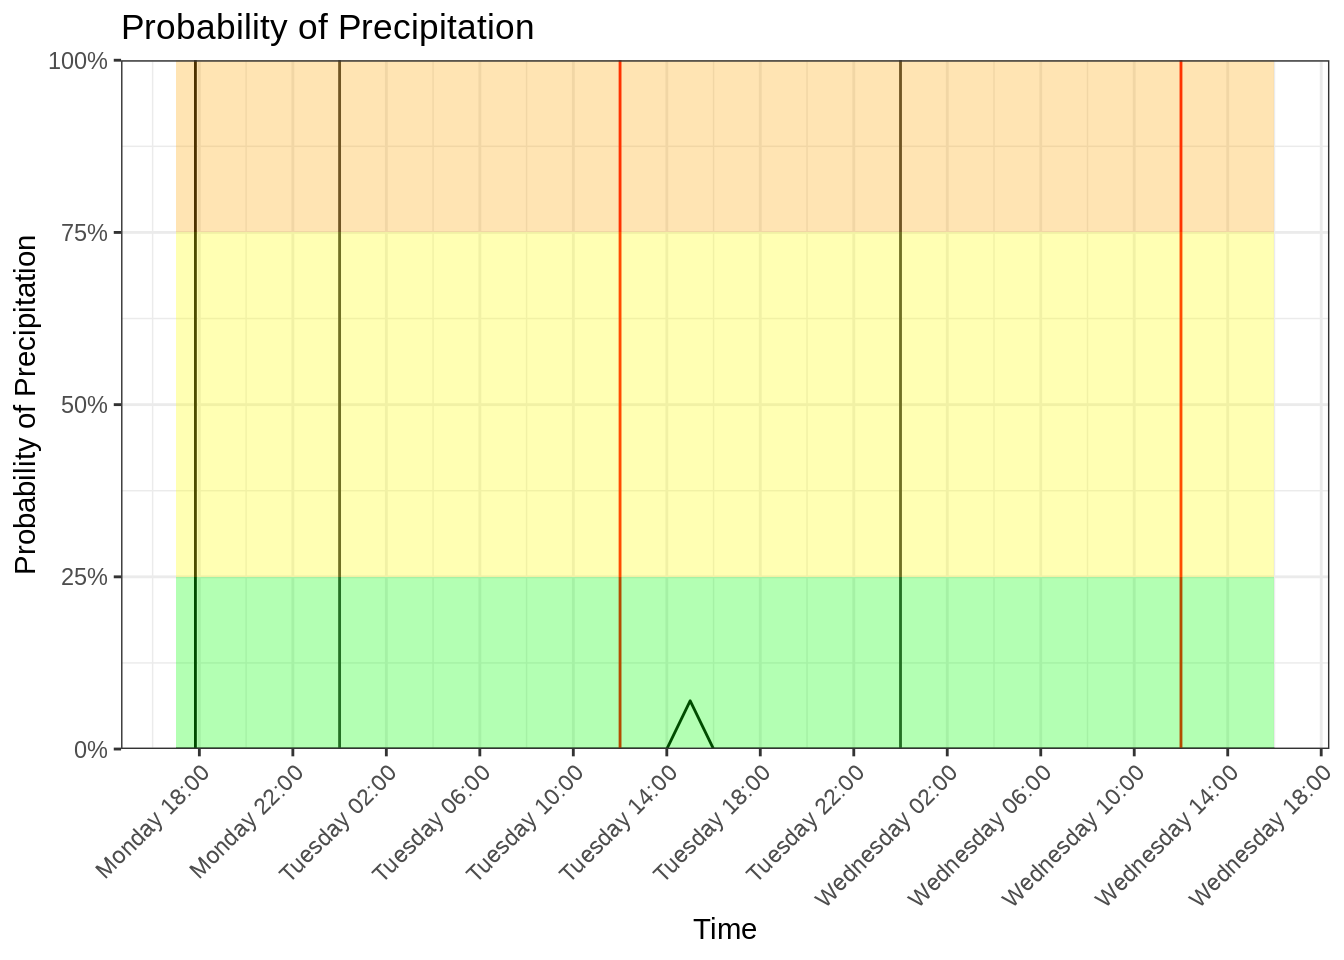 Probability of Precipitation
Probability of Precipitation
100%
75%
50%
25%
0%
Monday 18:00
Monday 22:00
Tuesday 02:00
Tuesday 06:00
Tuesday 10:00
Tuesday 14:00
Tuesday 18:00
Tuesday 22:00
Wednesday 02:00
Wednesday 06:00
Wednesday 10:00
Wednesday 14:00
Wednesday 18:00
Time